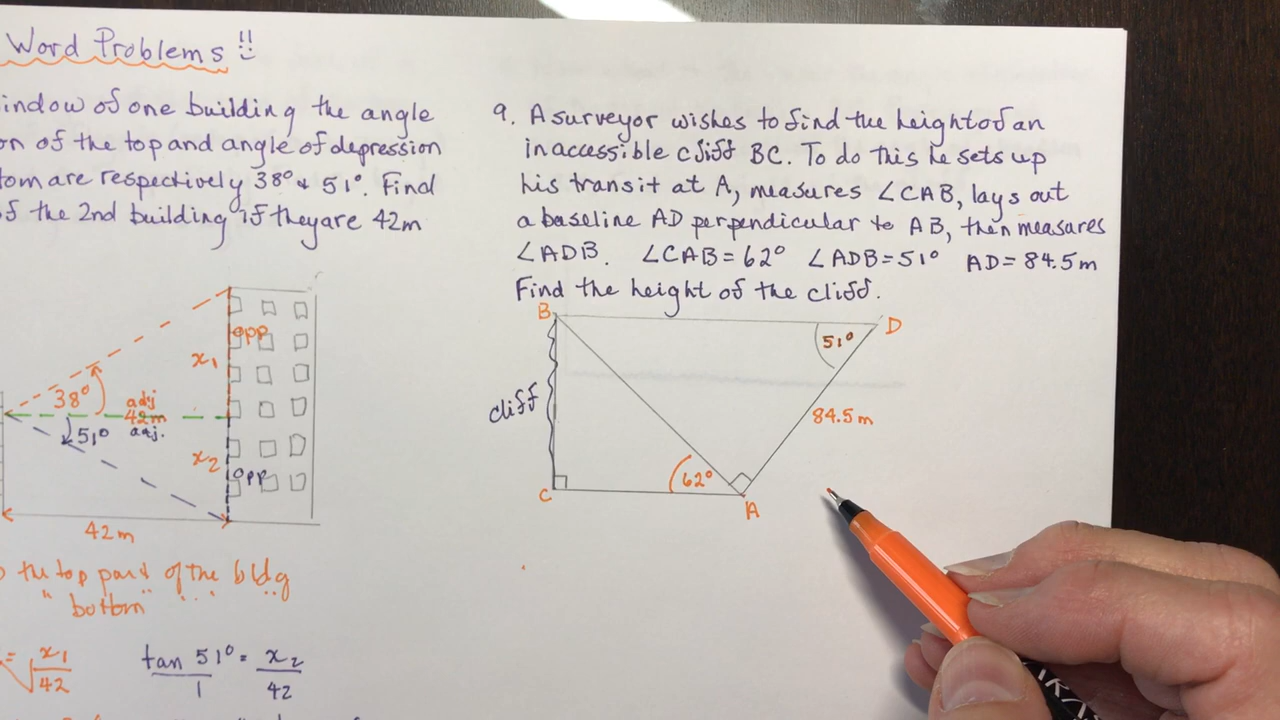 Word Problems !!
indow of one building the angle
on of the top and angle of depression
tom are respectively 38° & 51°. Find
f the 2nd building if they are 42m
opp
x1
38°
adj
42m
adj.
51°
x2
opp
42m
the top part of the bldg
" bottom" " " "
= x1/42
tan 51°/1 = x2/42
9. A surveyor wishes to find the height of an
inaccessible cliff BC. To do this he sets up
his transit at A, measures ∠CAB, lays out
a baseline AD perpendicular to AB, then measures
∠ADB. ∠CAB = 62° ∠ADB = 51° AD = 84.5m
Find the height of the cliff.
B
D
51°
cliff
84.5m
62°
C
A